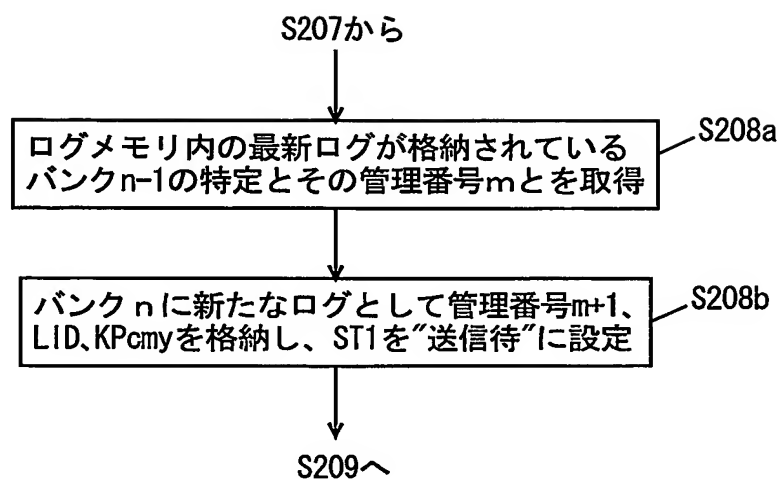 S207から
ログメモリ内の最新ログが格納されている
バンクn-1の特定とその管理番号mとを取得
S208a
バンクnに新たなログとして管理番号m+1、
LID、KPcmyを格納し、ST1を"送信待"に設定
S208b
S209へ